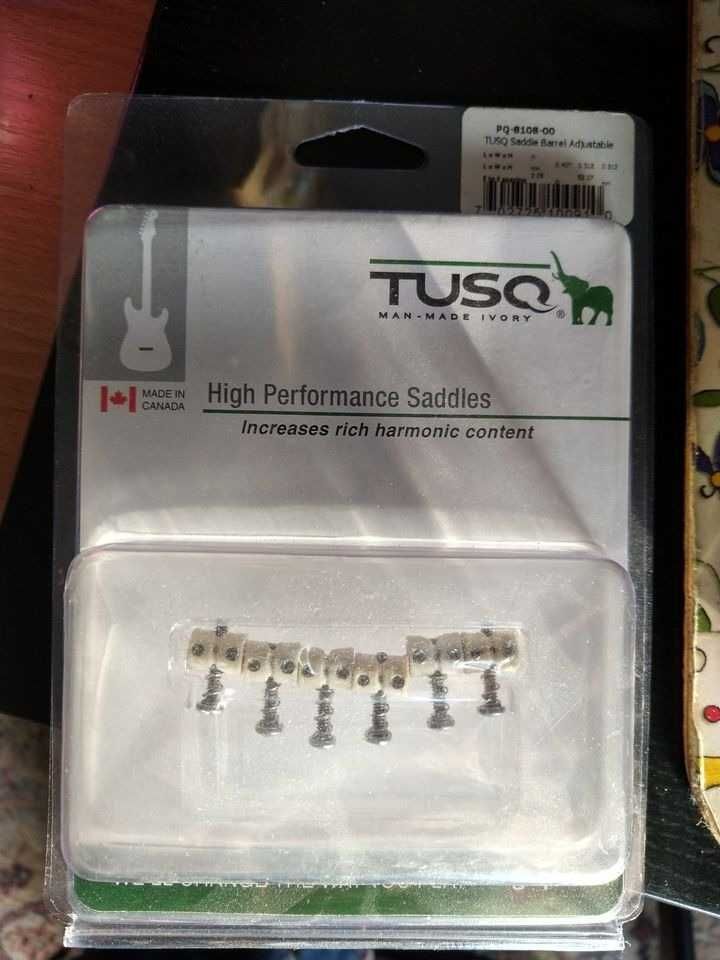 PQ-8108-00
TUSQ Saddle Barrel Adjustable
L x W x H
L x W x H
TUSQ
MAN-MADE IVORY ®
MADE IN
CANADA
High Performance Saddles
Increases rich harmonic content